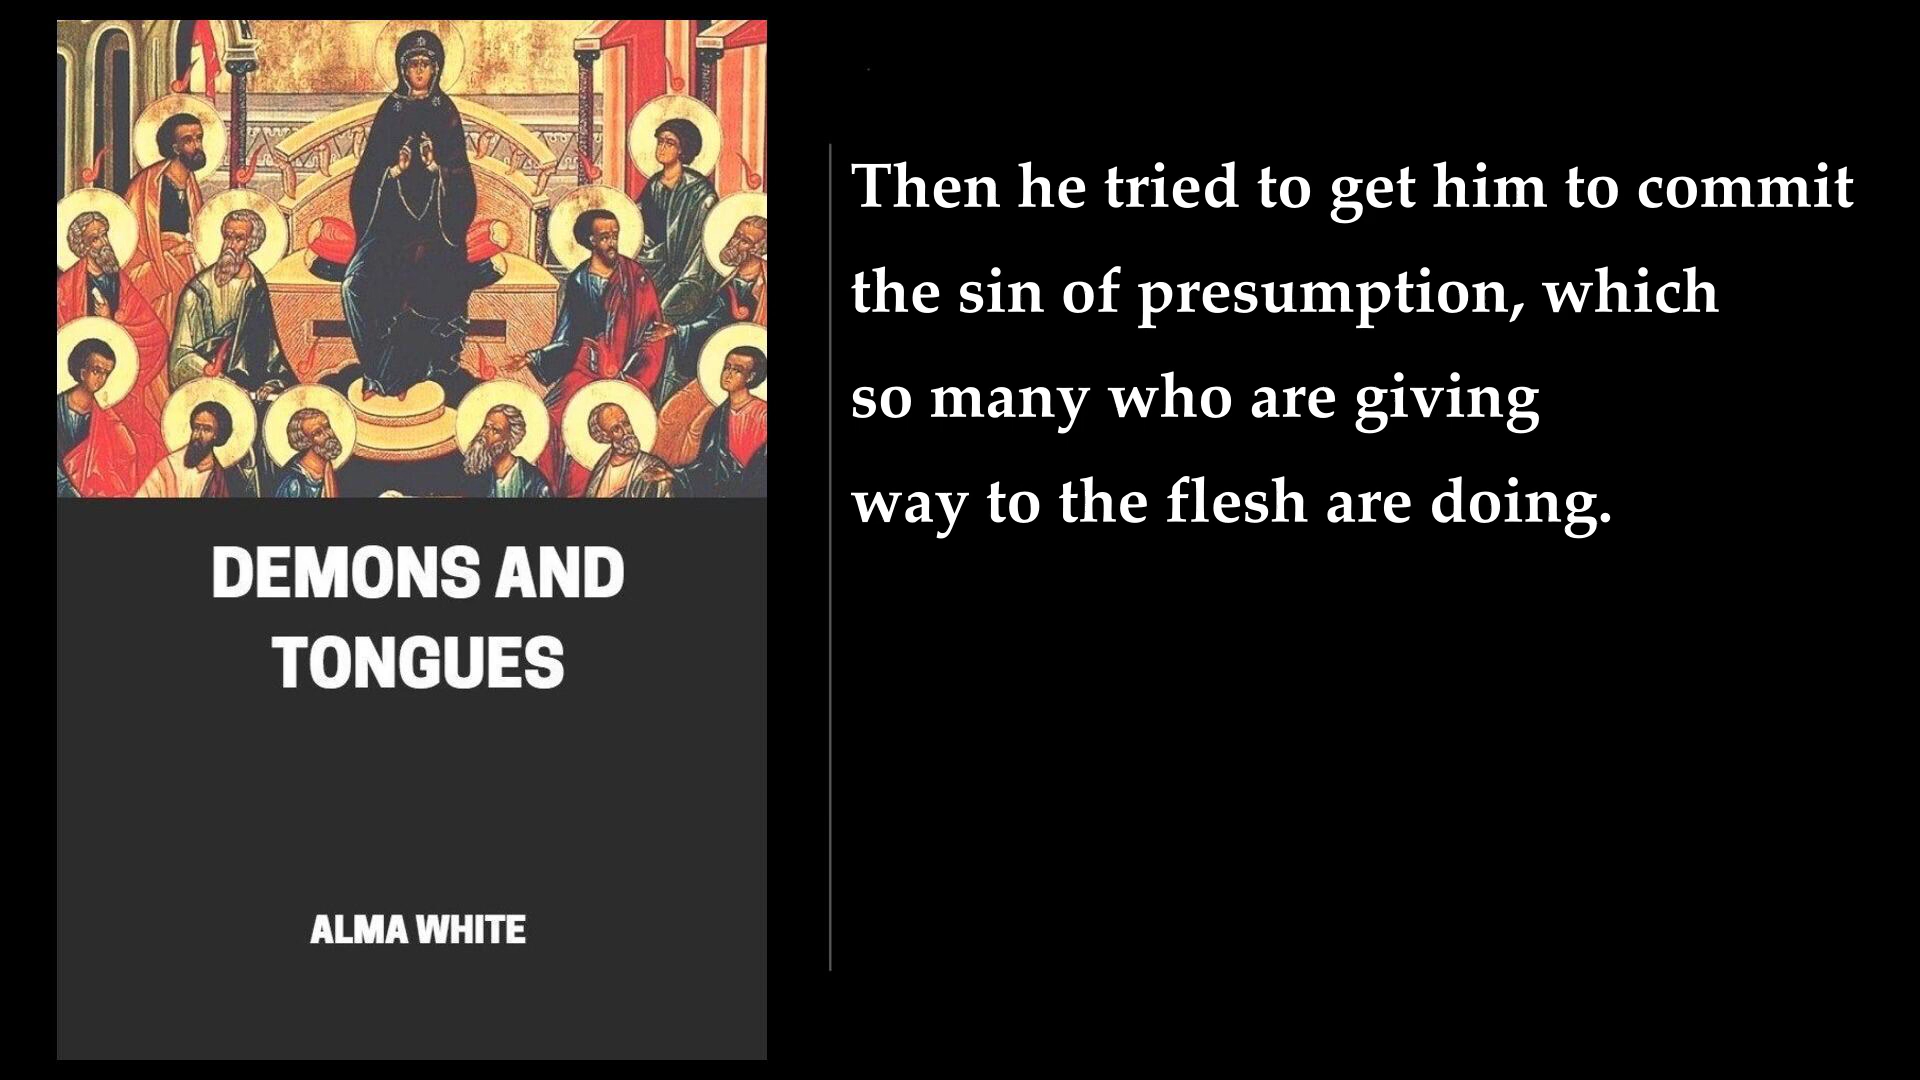 DEMONS AND
TONGUES
ALMA WHITE
Then he tried to get him to commit
the sin of presumption, which
so many who are giving
way to the flesh are doing.